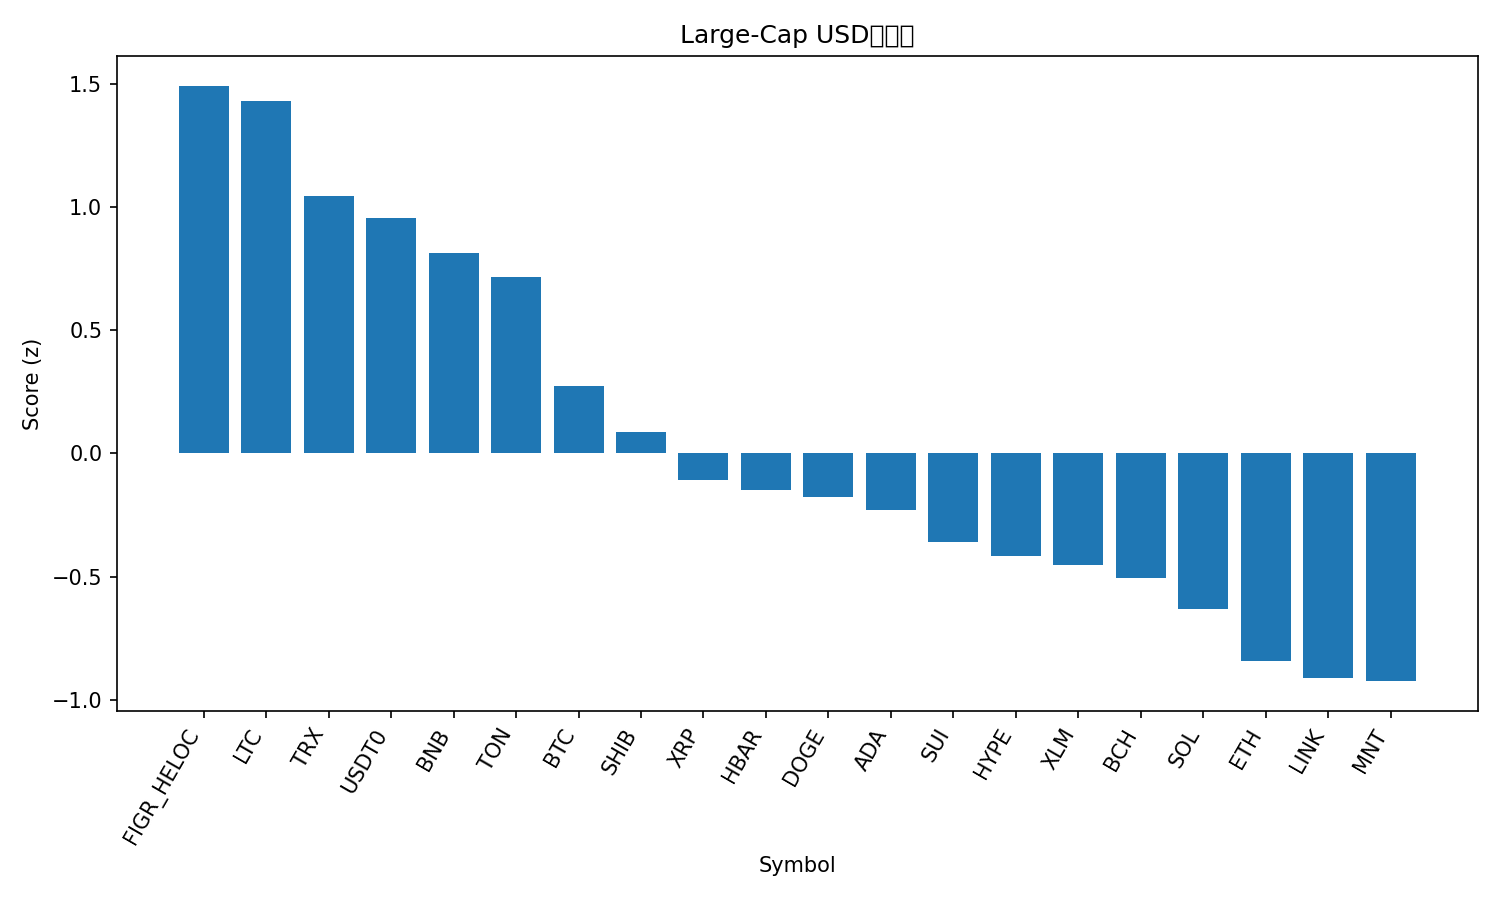 Large-Cap USD
1.5
1.0
0.5
0.0
−0.5
−1.0
Score (z)
FIGR_HELOC
LTC
TRX
USDT0
BNB
TON
BTC
SHIB
XRP
HBAR
DOGE
ADA
SUI
HYPE
XLM
BCH
SOL
ETH
LINK
MNT
Symbol